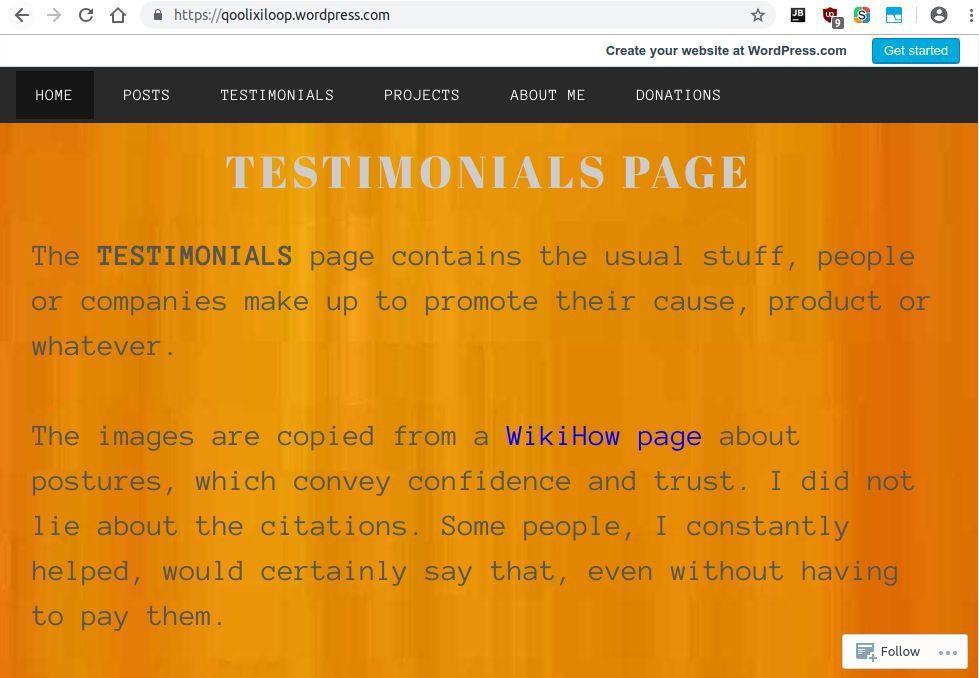 https://qoolixiloop.wordpress.com
JB
9
S
Create your website at WordPress.com Get started
HOME POSTS TESTIMONIALS PROJECTS ABOUT ME DONATIONS
TESTIMONIALS PAGE
The TESTIMONIALS page contains the usual stuff, people
or companies make up to promote their cause, product or
whatever.
The images are copied from a WikiHow page about
postures, which convey confidence and trust. I did not
lie about the citations. Some people, I constantly
helped, would certainly say that, even without having
to pay them.
Follow